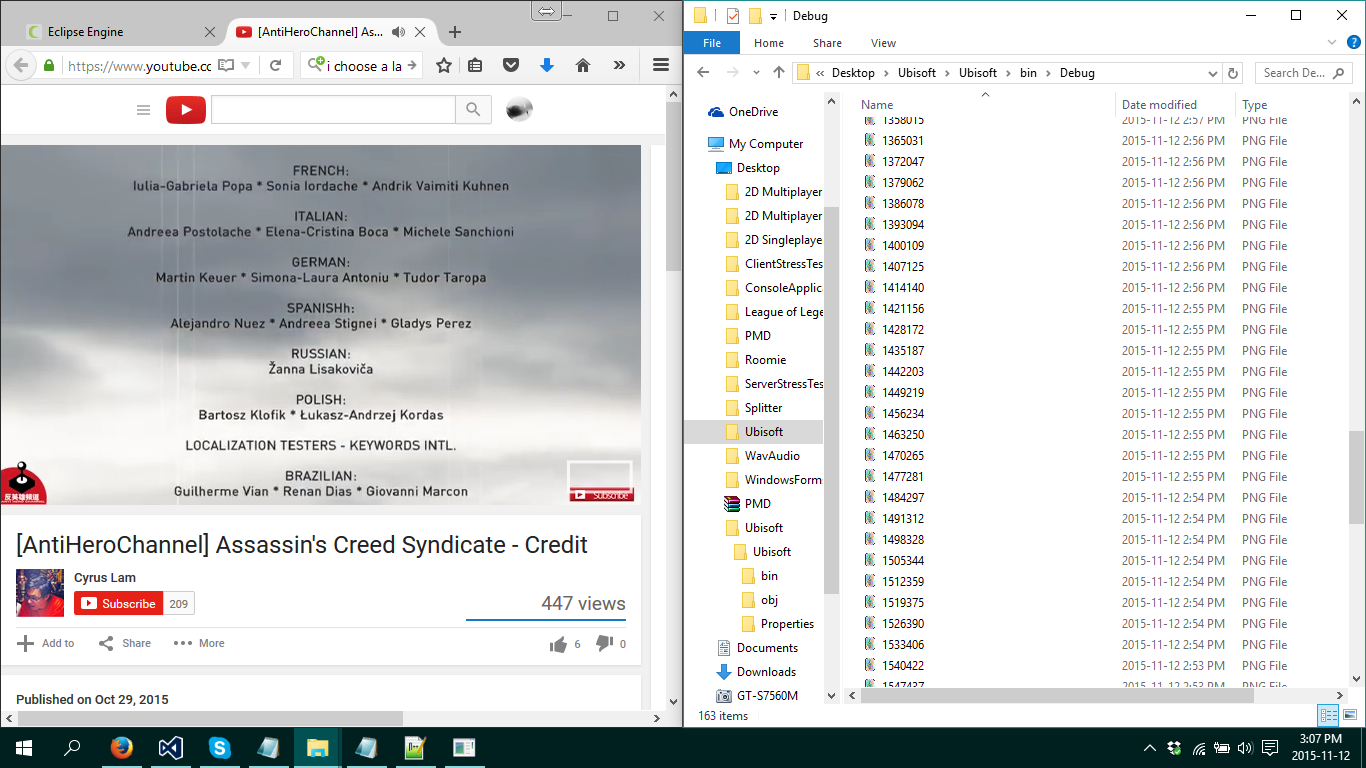 Eclipse Engine
[AntiHeroChannel] As...
https://www.youtube.cc
i choose a la
FRENCH:
Iulia-Gabriela Popa * Sonia Iordache * Andrik Vaimiti Kuhnen
ITALIAN:
Andreea Postolache * Elena-Cristina Boca * Michele Sanchioni
GERMAN:
Martin Keuer * Simona-Laura Antoniu * Tudor Taropa
SPANISHh:
Alejandro Nuez * Andreea Stignei * Gladys Perez
RUSSIAN:
Žanna Lisakoviča
POLISH:
Bartosz Klofik * Łukasz-Andrzej Kordas
LOCALIZATION TESTERS - KEYWORDS INTL.
BRAZILIAN:
Guilherme Vian * Renan Dias * Giovanni Marcon
反英雄頻道
Subscribe
[AntiHeroChannel] Assassin's Creed Syndicate - Credit
Cyrus Lam
Subscribe 209
447 views
Add to Share More 6 0
Published on Oct 29, 2015
Debug
File Home Share View
« Desktop Ubisoft Ubisoft bin Debug
Search De...
OneDrive
My Computer
Desktop
2D Multiplayer
2D Multiplayer
2D Singleplaye
ClientStressTes
ConsoleApplica
League of Lege
PMD
Roomie
ServerStressTes
Splitter
Ubisoft
WavAudio
WindowsForm
PMD
Ubisoft
Ubisoft
bin
obj
Properties
Documents
Downloads
GT-S7560M
Name Date modified Type
1358015 2015-11-12 2:57 PM PNG File
1365031 2015-11-12 2:56 PM PNG File
1372047 2015-11-12 2:56 PM PNG File
1379062 2015-11-12 2:56 PM PNG File
1386078 2015-11-12 2:56 PM PNG File
1393094 2015-11-12 2:56 PM PNG File
1400109 2015-11-12 2:56 PM PNG File
1407125 2015-11-12 2:56 PM PNG File
1414140 2015-11-12 2:56 PM PNG File
1421156 2015-11-12 2:55 PM PNG File
1428172 2015-11-12 2:55 PM PNG File
1435187 2015-11-12 2:55 PM PNG File
1442203 2015-11-12 2:55 PM PNG File
1449219 2015-11-12 2:55 PM PNG File
1456234 2015-11-12 2:55 PM PNG File
1463250 2015-11-12 2:55 PM PNG File
1470265 2015-11-12 2:55 PM PNG File
1477281 2015-11-12 2:55 PM PNG File
1484297 2015-11-12 2:54 PM PNG File
1491312 2015-11-12 2:54 PM PNG File
1498328 2015-11-12 2:54 PM PNG File
1505344 2015-11-12 2:54 PM PNG File
1512359 2015-11-12 2:54 PM PNG File
1519375 2015-11-12 2:54 PM PNG File
1526390 2015-11-12 2:54 PM PNG File
1533406 2015-11-12 2:54 PM PNG File
1540422 2015-11-12 2:53 PM PNG File
1547437 2015-11-12 2:53 PM PNG File
163 items
3:07 PM
2015-11-12